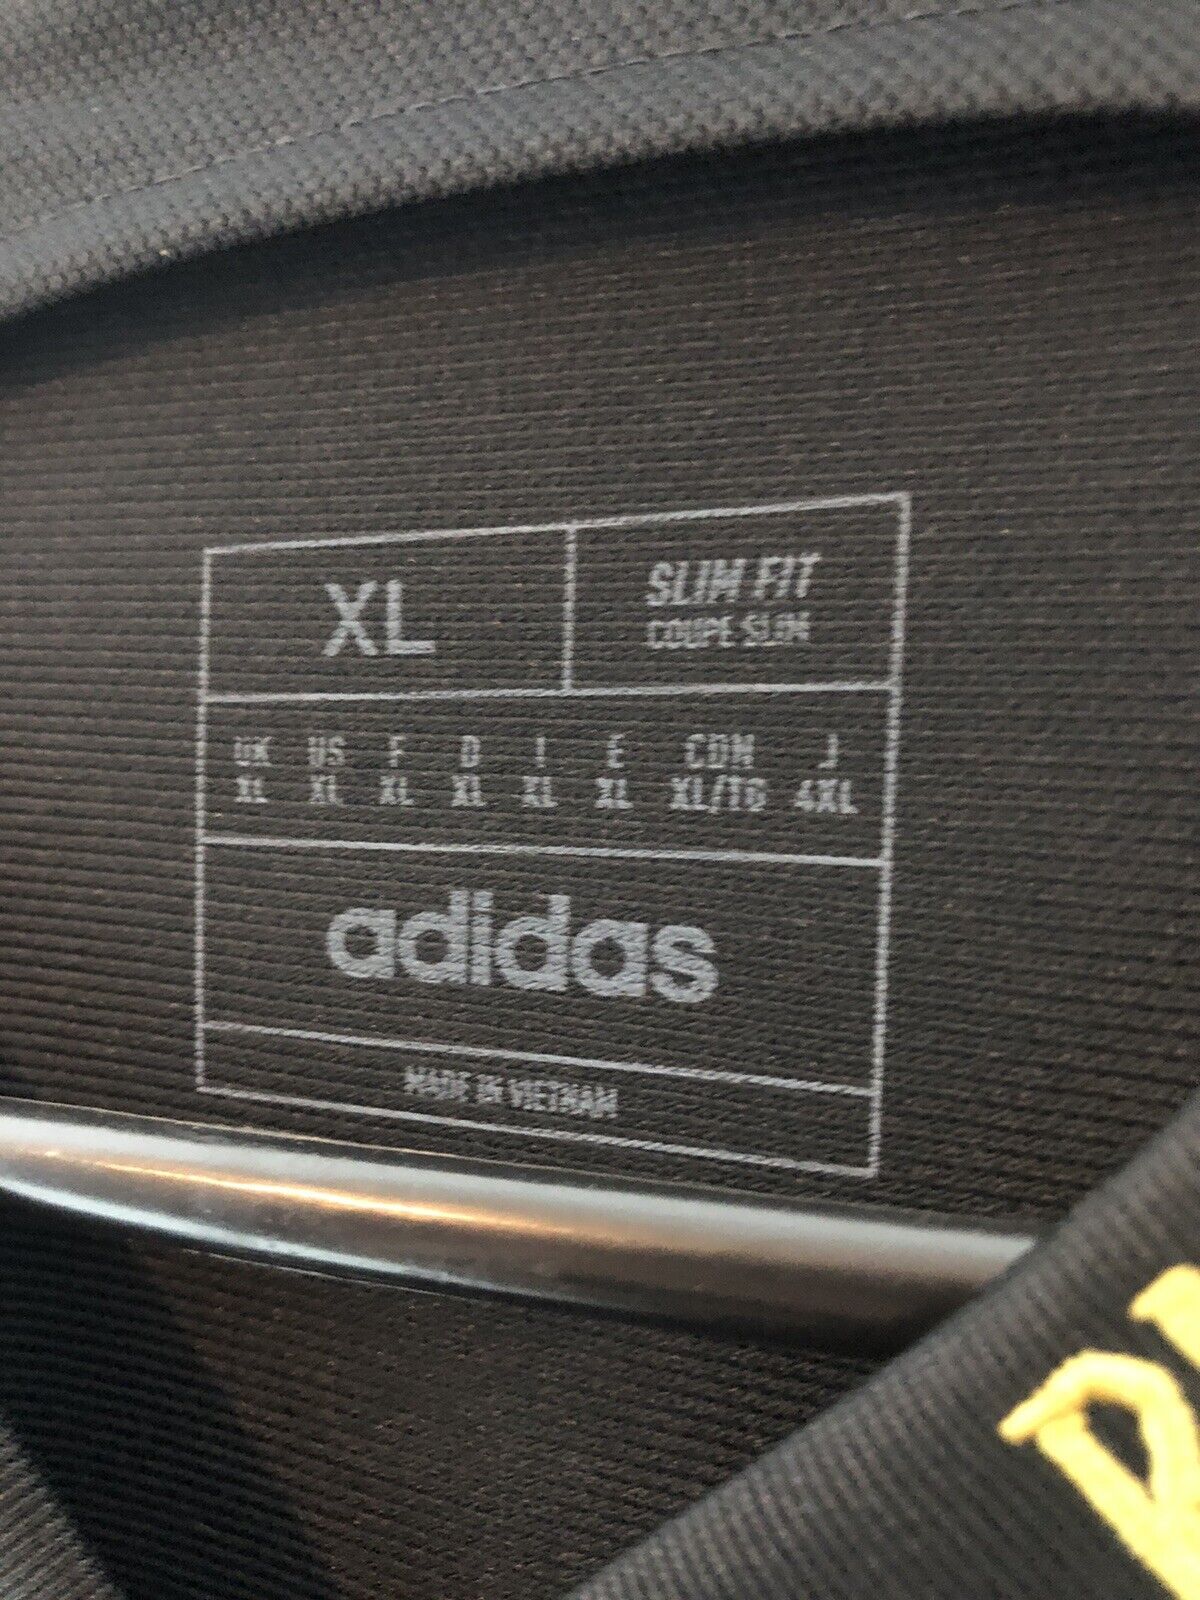 XL
SLIM FIT
COUPE SLIM
UK US F D I E CDN J
XL XL XL XL XL XL XL/TG 4XL
adidas
MADE IN VIETNAM